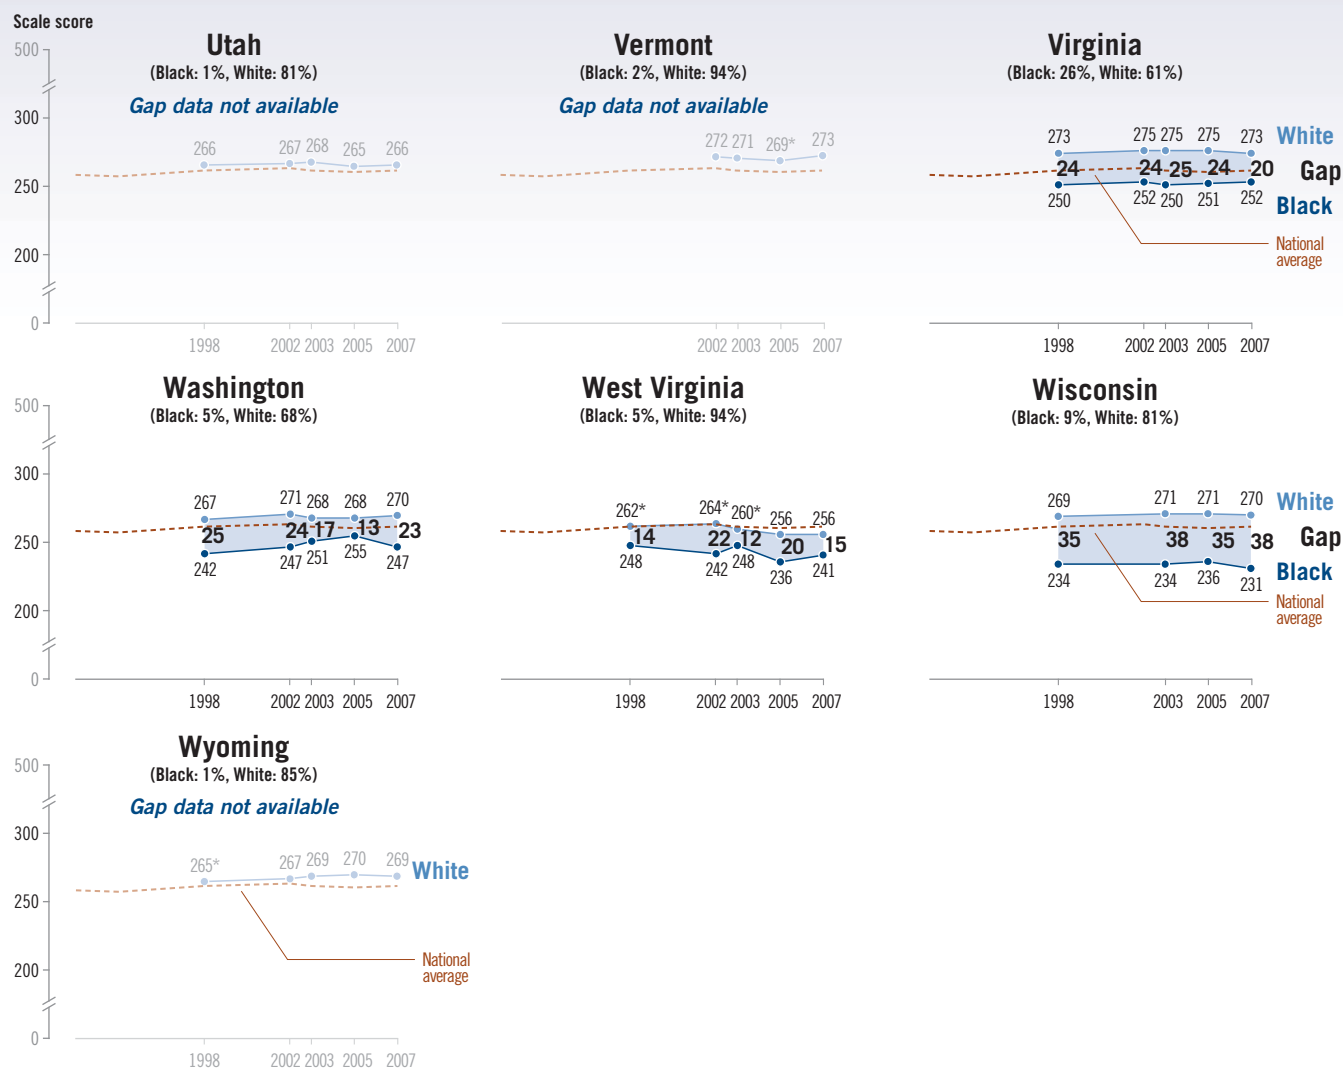 Scale score
Utah
(Black: 1%, White: 81%)
Gap data not available
500
300
250
200
0
266 267 268 265 266
1998 2002 2003 2005 2007
Vermont
(Black: 2%, White: 94%)
Gap data not available
272 271 269* 273
2002 2003 2005 2007
Virginia
(Black: 26%, White: 61%)
273 275 275 275 273
White
24 24 25 24 20
Gap
250 252 250 251 252
Black
National
average
1998 2002 2003 2005 2007
Washington
(Black: 5%, White: 68%)
500
300
250
200
0
267 271 268 268 270
25 24 17 13 23
242 247 251 255 247
1998 2002 2003 2005 2007
West Virginia
(Black: 5%, White: 94%)
262* 264* 260* 256 256
14 22 12 20 15
248 242 248 236 241
1998 2002 2003 2005 2007
Wisconsin
(Black: 9%, White: 81%)
269 271 271 270
White
35 38 35 38
Gap
234 234 236 231
Black
National
average
1998 2003 2005 2007
Wyoming
(Black: 1%, White: 85%)
Gap data not available
500
300
250
200
0
265* 267 269 270 269
White
National
average
1998 2002 2003 2005 2007